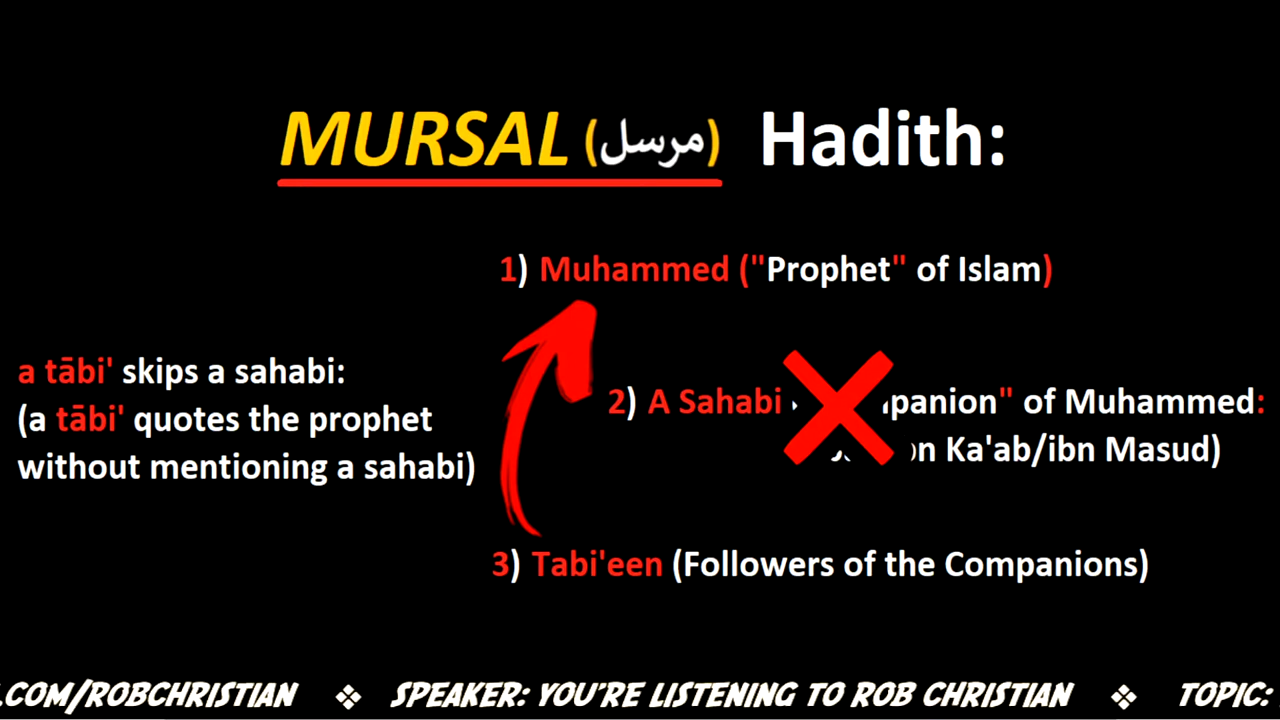 MURSAL (مرسل) Hadith:
1) Muhammed ("Prophet" of Islam)
a tābi' skips a sahabi:
(a tābi' quotes the prophet
without mentioning a sahabi)
2) A Sahabi panion" of Muhammed:
n Ka'ab/ibn Masud)
3) Tabi'een (Followers of the Companions)
.COM/ROBCHRISTIAN ❖ SPEAKER: YOU'RE LISTENING TO ROB CHRISTIAN ❖ TOPIC: